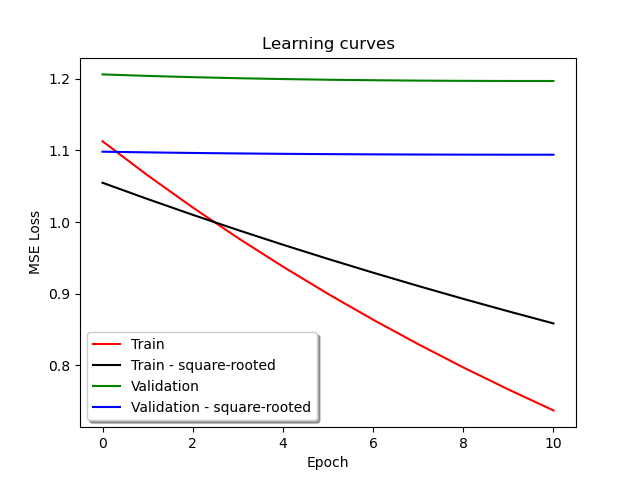 Learning curves
MSE Loss
1.2
1.1
1.0
0.9
0.8
Train
Train - square-rooted
Validation
Validation - square-rooted
0 2 4 6 8 10
Epoch